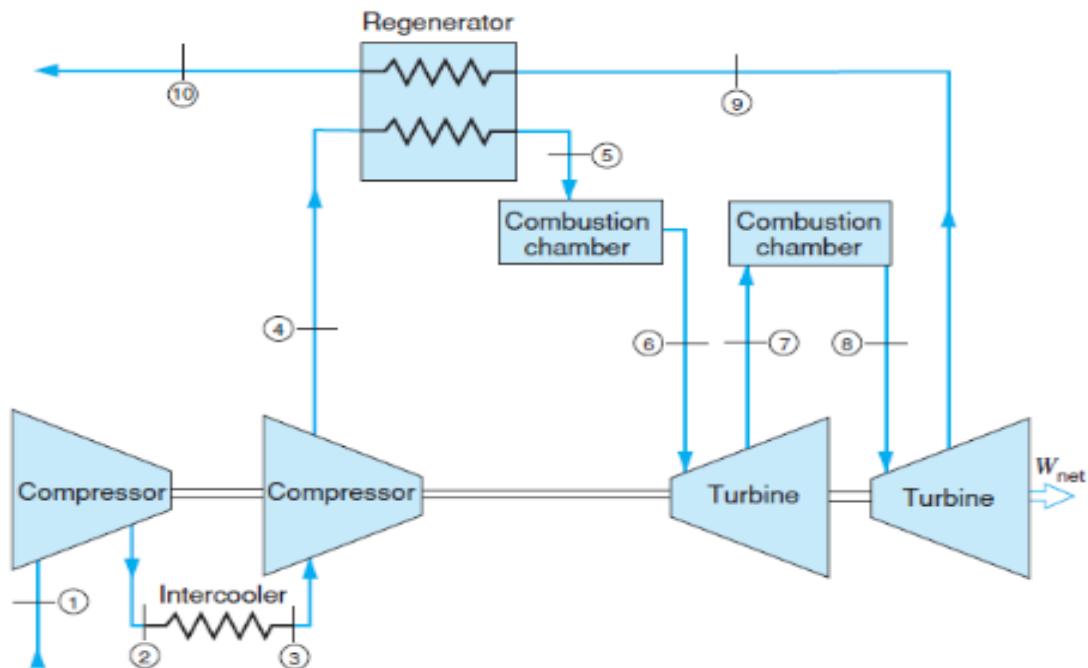 Regenerator
10
9
5
Combustion
chamber
Combustion
chamber
4
6
7
8
Compressor
Compressor
Turbine
Turbine
Wnet
Intercooler
1
2
3